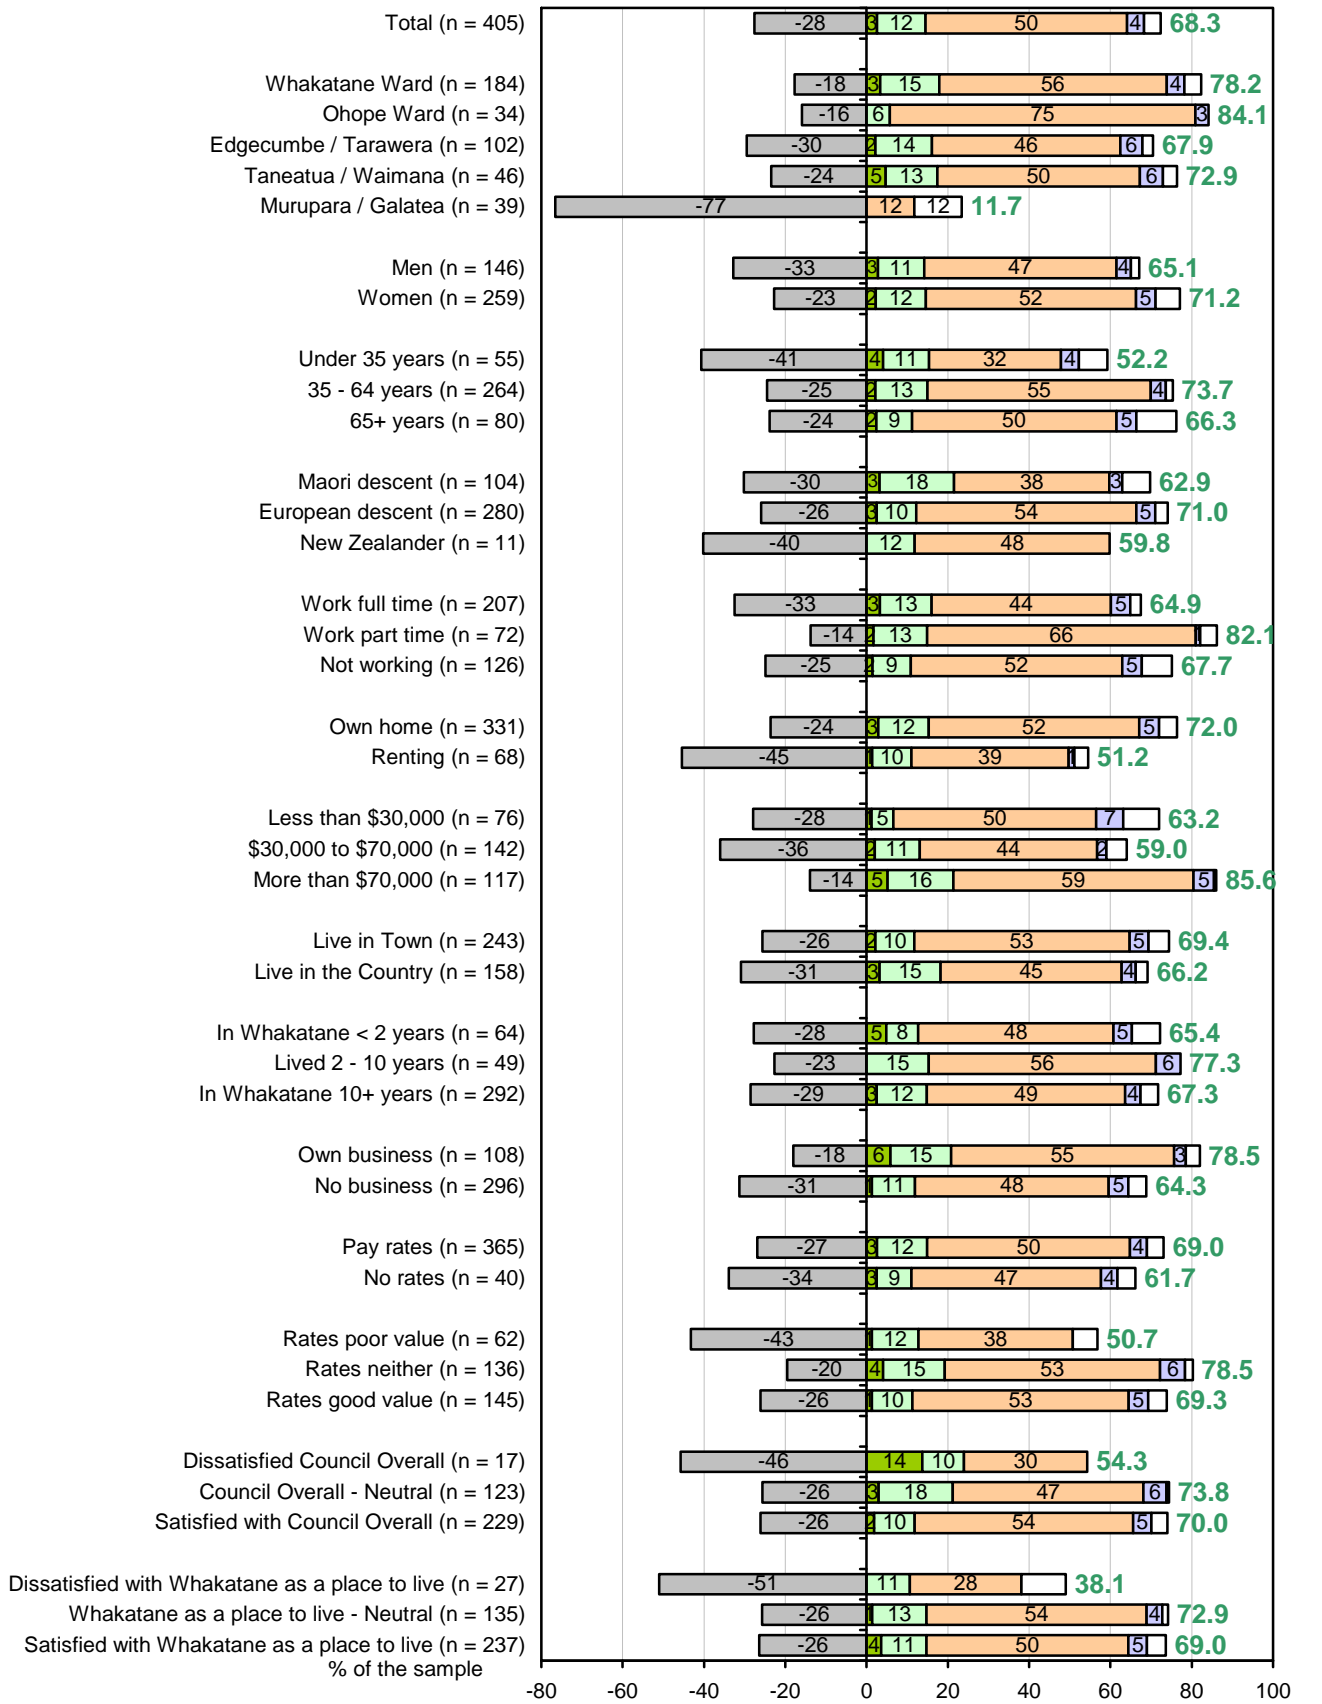 Total (n = 405) -28 3 12 50 4 68.3
Whakatane Ward (n = 184) -18 3 15 56 4 78.2
Ohope Ward (n = 34) -16 6 75 3 84.1
Edgecumbe / Tarawera (n = 102) -30 2 14 46 6 67.9
Taneatua / Waimana (n = 46) -24 5 13 50 6 72.9
Murupara / Galatea (n = 39) -77 12 12 11.7
Men (n = 146) -33 3 11 47 4 65.1
Women (n = 259) -23 2 12 52 5 71.2
Under 35 years (n = 55) -41 4 11 32 4 52.2
35 - 64 years (n = 264) -25 2 13 55 4 73.7
65+ years (n = 80) -24 2 9 50 5 66.3
Maori descent (n = 104) -30 3 18 38 3 62.9
European descent (n = 280) -26 3 10 54 5 71.0
New Zealander (n = 11) -40 12 48 59.8
Work full time (n = 207) -33 3 13 44 5 64.9
Work part time (n = 72) -14 2 13 66 1 82.1
Not working (n = 126) -25 2 9 52 5 67.7
Own home (n = 331) -24 3 12 52 5 72.0
Renting (n = 68) -45 1 10 39 1 51.2
Less than $30,000 (n = 76) -28 1 5 50 7 63.2
$30,000 to $70,000 (n = 142) -36 2 11 44 2 59.0
More than $70,000 (n = 117) -14 5 16 59 5 85.6
Live in Town (n = 243) -26 2 10 53 5 69.4
Live in the Country (n = 158) -31 3 15 45 4 66.2
In Whakatane < 2 years (n = 64) -28 5 8 48 5 65.4
Lived 2 - 10 years (n = 49) -23 15 56 6 77.3
In Whakatane 10+ years (n = 292) -29 3 12 49 4 67.3
Own business (n = 108) -18 6 15 55 3 78.5
No business (n = 296) -31 1 11 48 5 64.3
Pay rates (n = 365) -27 3 12 50 4 69.0
No rates (n = 40) -34 3 9 47 4 61.7
Rates poor value (n = 62) -43 1 12 38 50.7
Rates neither (n = 136) -20 4 15 53 6 78.5
Rates good value (n = 145) -26 1 10 53 5 69.3
Dissatisfied Council Overall (n = 17) -46 14 10 30 54.3
Council Overall - Neutral (n = 123) -26 3 18 47 6 73.8
Satisfied with Council Overall (n = 229) -26 2 10 54 5 70.0
Dissatisfied with Whakatane as a place to live (n = 27) -51 11 28 38.1
Whakatane as a place to live - Neutral (n = 135) -26 1 13 54 4 72.9
Satisfied with Whakatane as a place to live (n = 237) -26 4 11 50 5 69.0
% of the sample
-80 -60 -40 -20 0 20 40 60 80 100